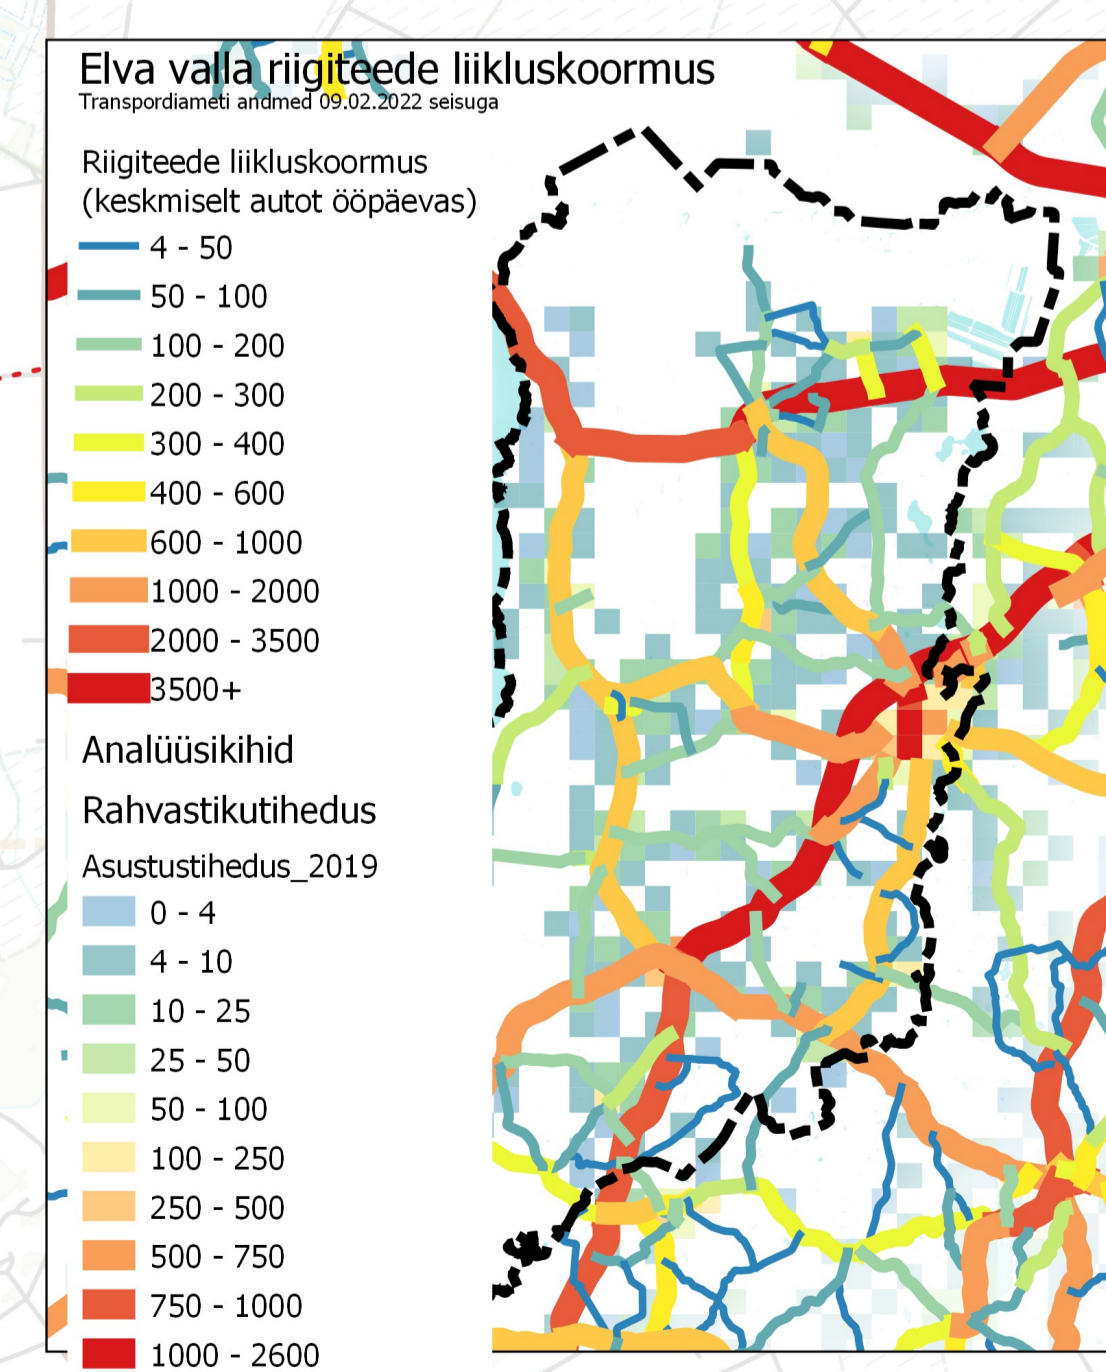 Elva valla riigiteede liikluskoormus
Transpordiameti andmed 09.02.2022 seisuga
Riigiteede liikluskoormus
(keskmiselt autot ööpäevas)
4 - 50
50 - 100
100 - 200
200 - 300
300 - 400
400 - 600
600 - 1000
1000 - 2000
2000 - 3500
3500+
Analüüsikihid
Rahvastikutihedus
Asustustihedus_2019
0 - 4
4 - 10
10 - 25
25 - 50
50 - 100
100 - 250
250 - 500
500 - 750
750 - 1000
1000 - 2600